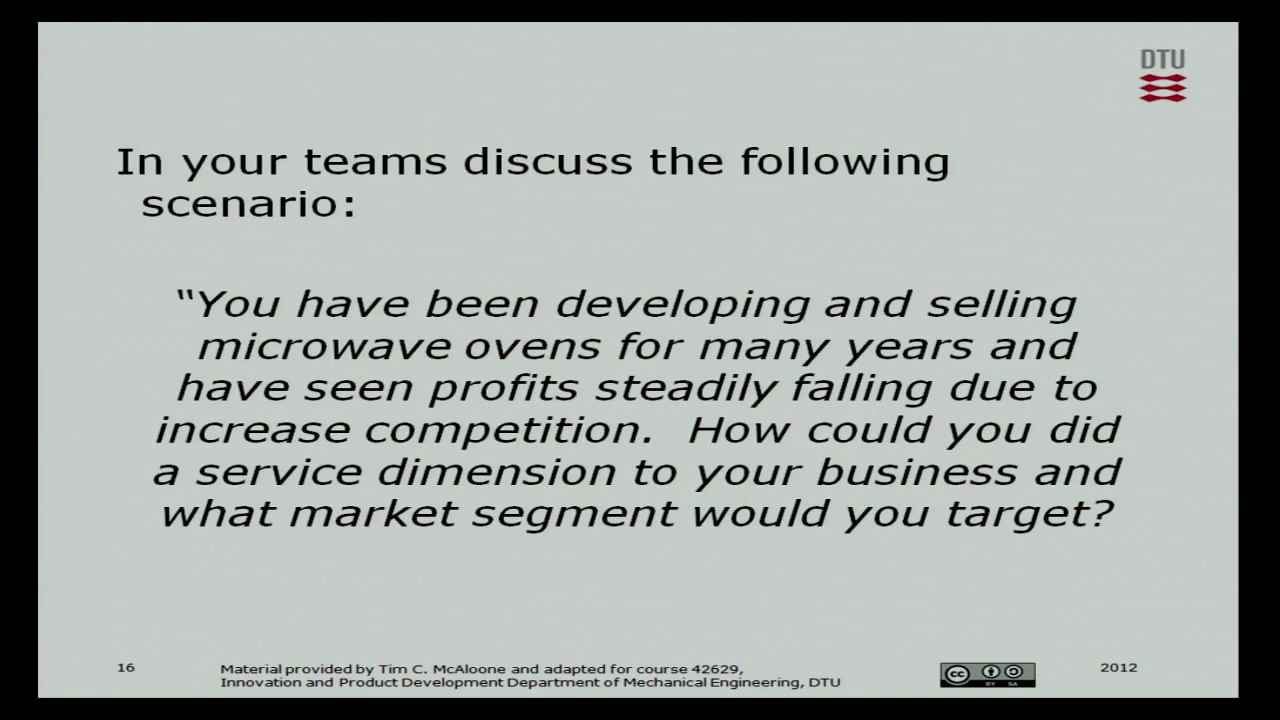 DTU
In your teams discuss the following
scenario:
“You have been developing and selling
microwave ovens for many years and
have seen profits steadily falling due to
increase competition.  How could you did
a service dimension to your business and
what market segment would you target?
16
Material provided by Tim C. McAloone and adapted for course 42629,
Innovation and Product Development Department of Mechanical Engineering, DTU
cc
BY SA
2012